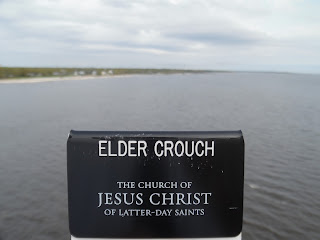 ELDER CROUCH
THE CHURCH OF
JESUS CHRIST
OF LATTER-DAY SAINTS